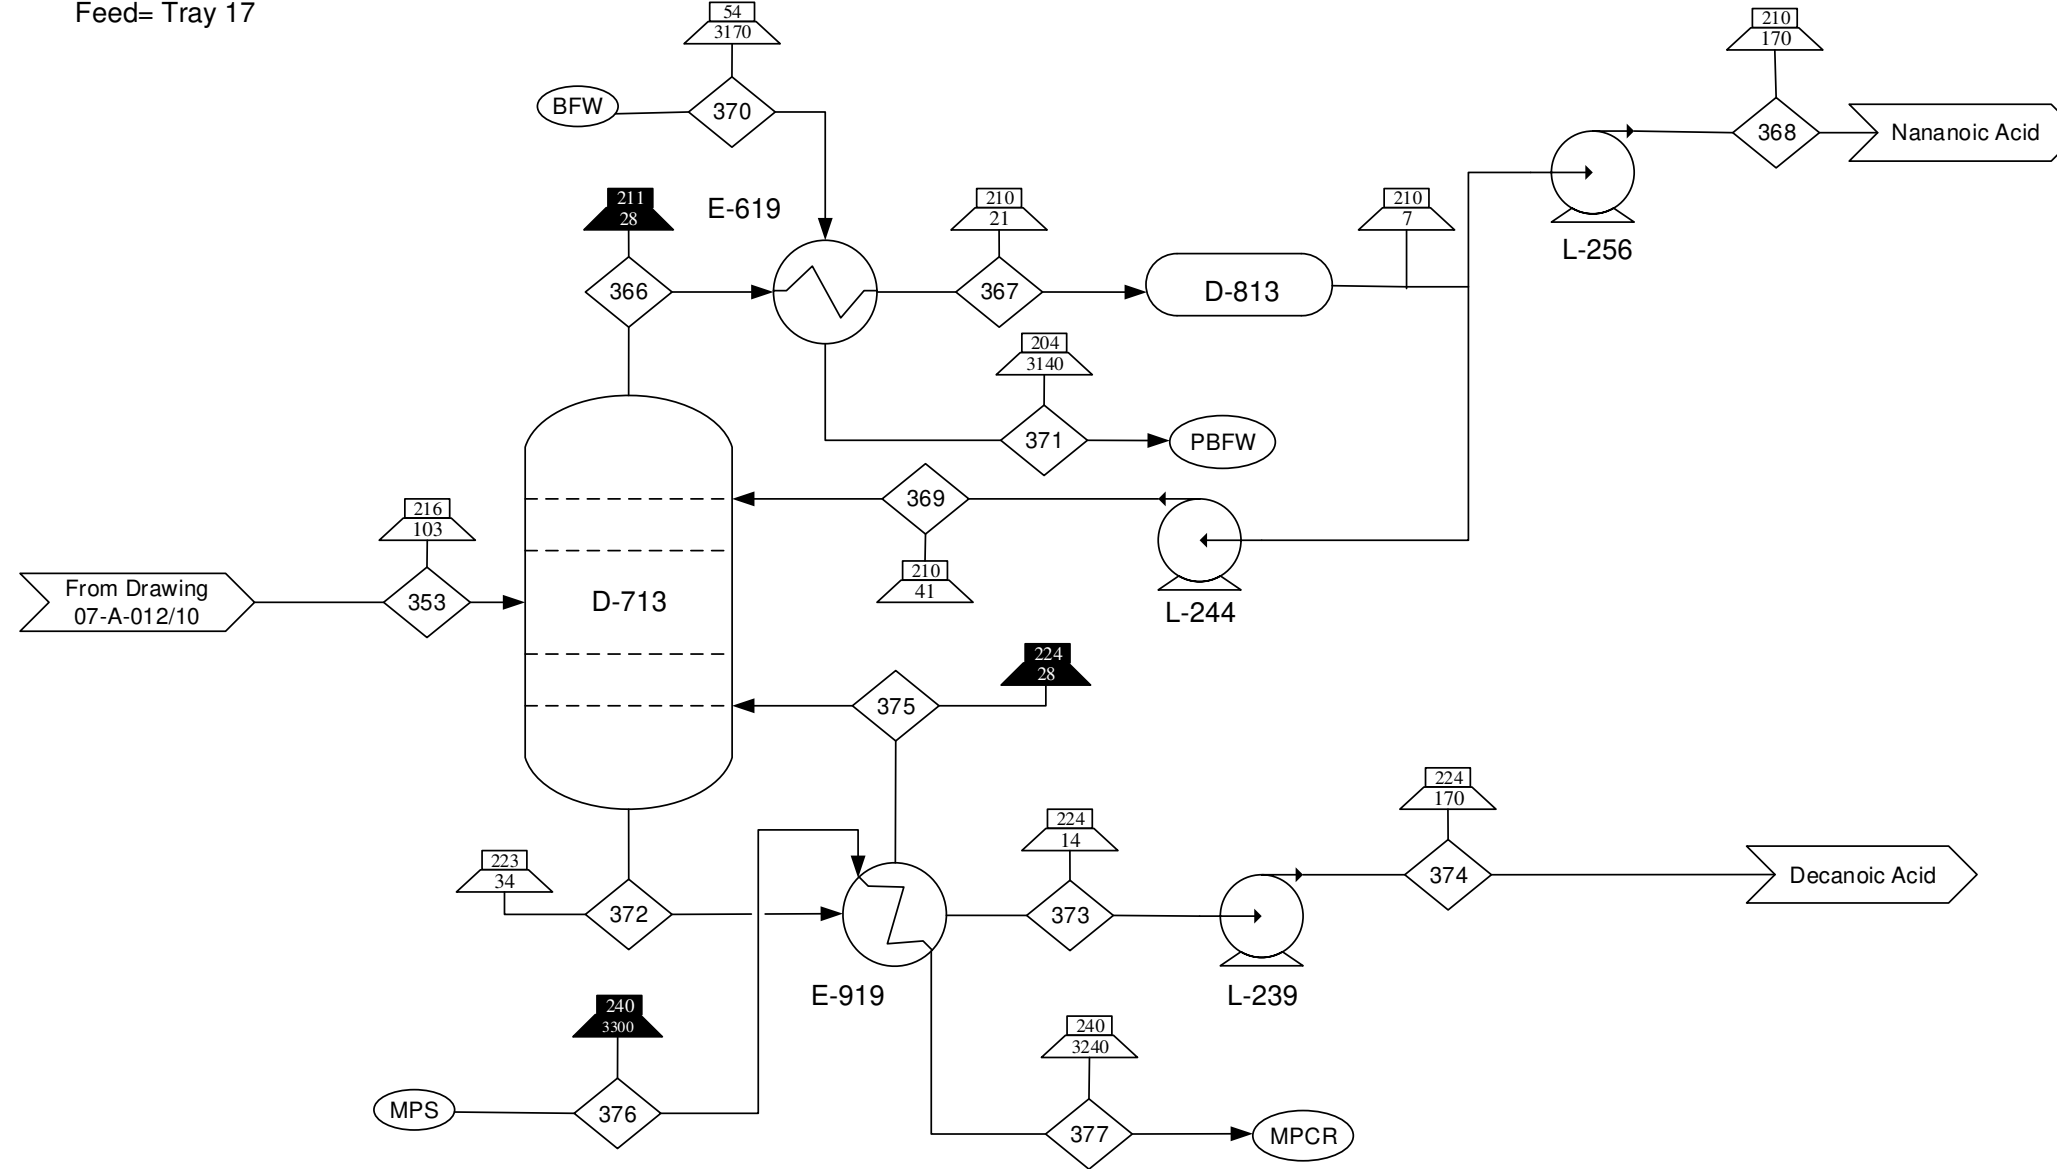 Feed= Tray 17
54
3170
BFW
370
210
170
368
Nananoic Acid
L-256
211
28
E-619
366
210
21
367
D-813
210
7
204
3140
371
PBFW
369
210
41
L-244
216
103
From Drawing
07-A-012/10
353
D-713
224
28
375
223
34
372
E-919
224
14
373
L-239
224
170
374
Decanoic Acid
240
3300
MPS
376
240
3240
377
MPCR